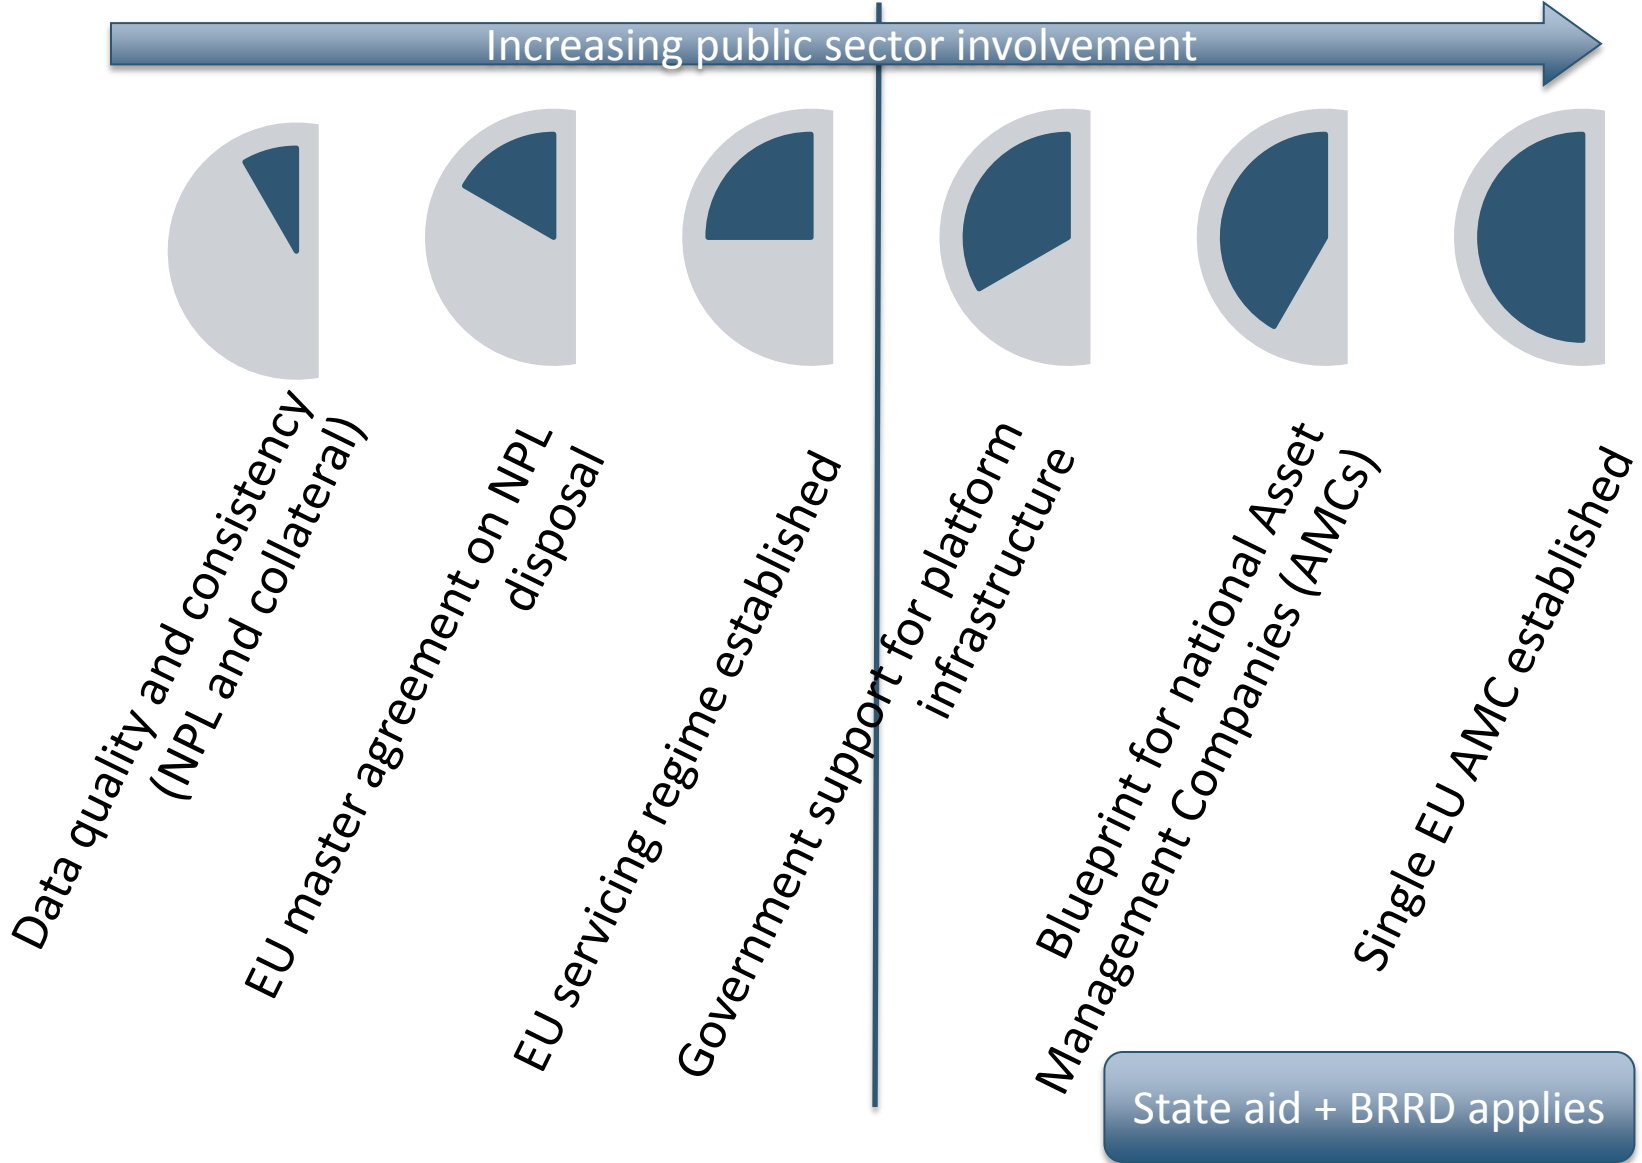 Increasing public sector involvement
Data quality and consistency
(NPL and collateral)
EU master agreement on NPL
disposal
EU servicing regime established
Government support for platform
infrastructure
Blueprint for national Asset
Management Companies (AMCs)
Single EU AMC established
State aid + BRRD applies